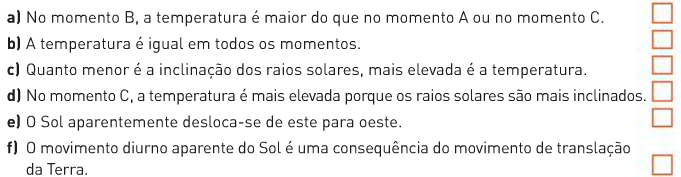 a) No momento B, a temperatura é maior do que no momento A ou no momento C.
b) A temperatura é igual em todos os momentos.
c) Quanto menor é a inclinação dos raios solares, mais elevada é a temperatura.
d) No momento C, a temperatura é mais elevada porque os raios solares são mais inclinados.
e) O Sol aparentemente desloca-se de este para oeste.
f) O movimento diurno aparente do Sol é uma consequência do movimento de translação
da Terra.